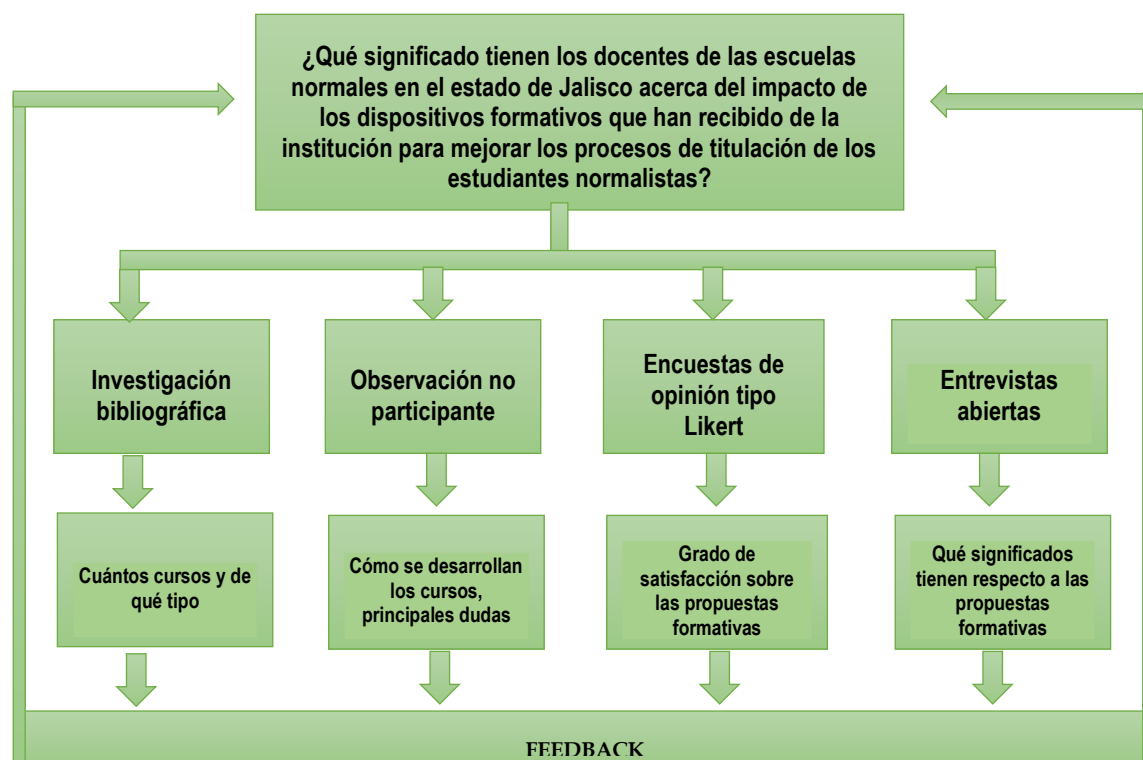 ¿Qué significado tienen los docentes de las escuelas
normales en el estado de Jalisco acerca del impacto de
los dispositivos formativos que han recibido de la
institución para mejorar los procesos de titulación de los
estudiantes normalistas?
Investigación
bibliográfica
Observación no
participante
Encuestas de
opinión tipo
Likert
Entrevistas
abiertas
Cuántos cursos y de
qué tipo
Cómo se desarrollan
los cursos,
principales dudas
Grado de
satisfacción sobre
las propuestas
formativas
Qué significados
tienen respecto a las
propuestas
formativas
FEEDBACK